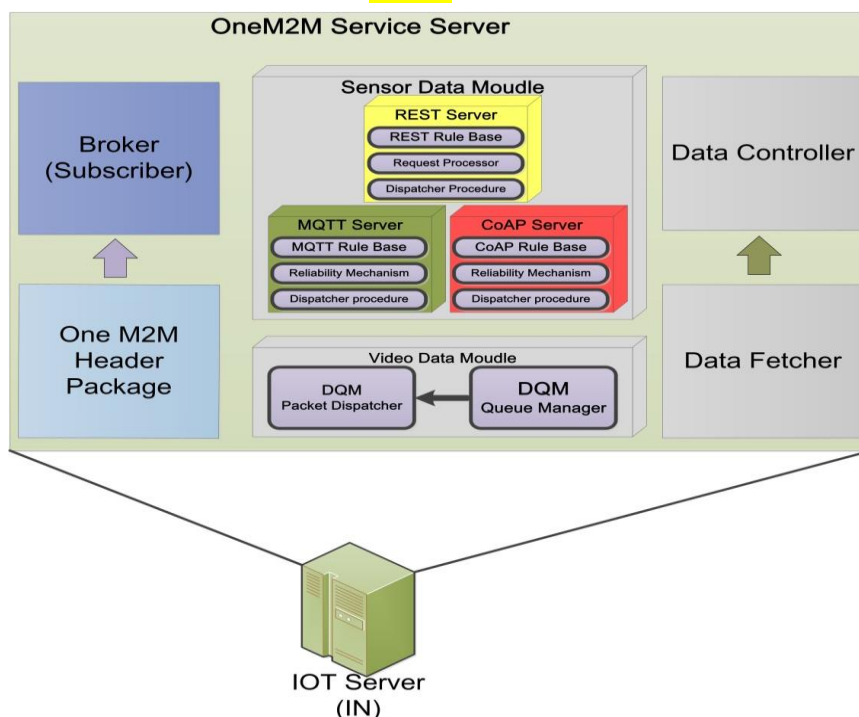 OneM2M Service Server
Broker
(Subscriber)
One M2M
Header
Package
Sensor Data Moudle
REST Server
REST Rule Base
Request Processor
Dispatcher Procedure
MQTT Server
MQTT Rule Base
Reliability Mechanism
Dispatcher procedure
CoAP Server
CoAP Rule Base
Reliability Mechanism
Dispatcher procedure
Video Data Moudle
DQM
Packet Dispatcher
DQM
Queue Manager
Data Controller
Data Fetcher
IOT Server
(IN)